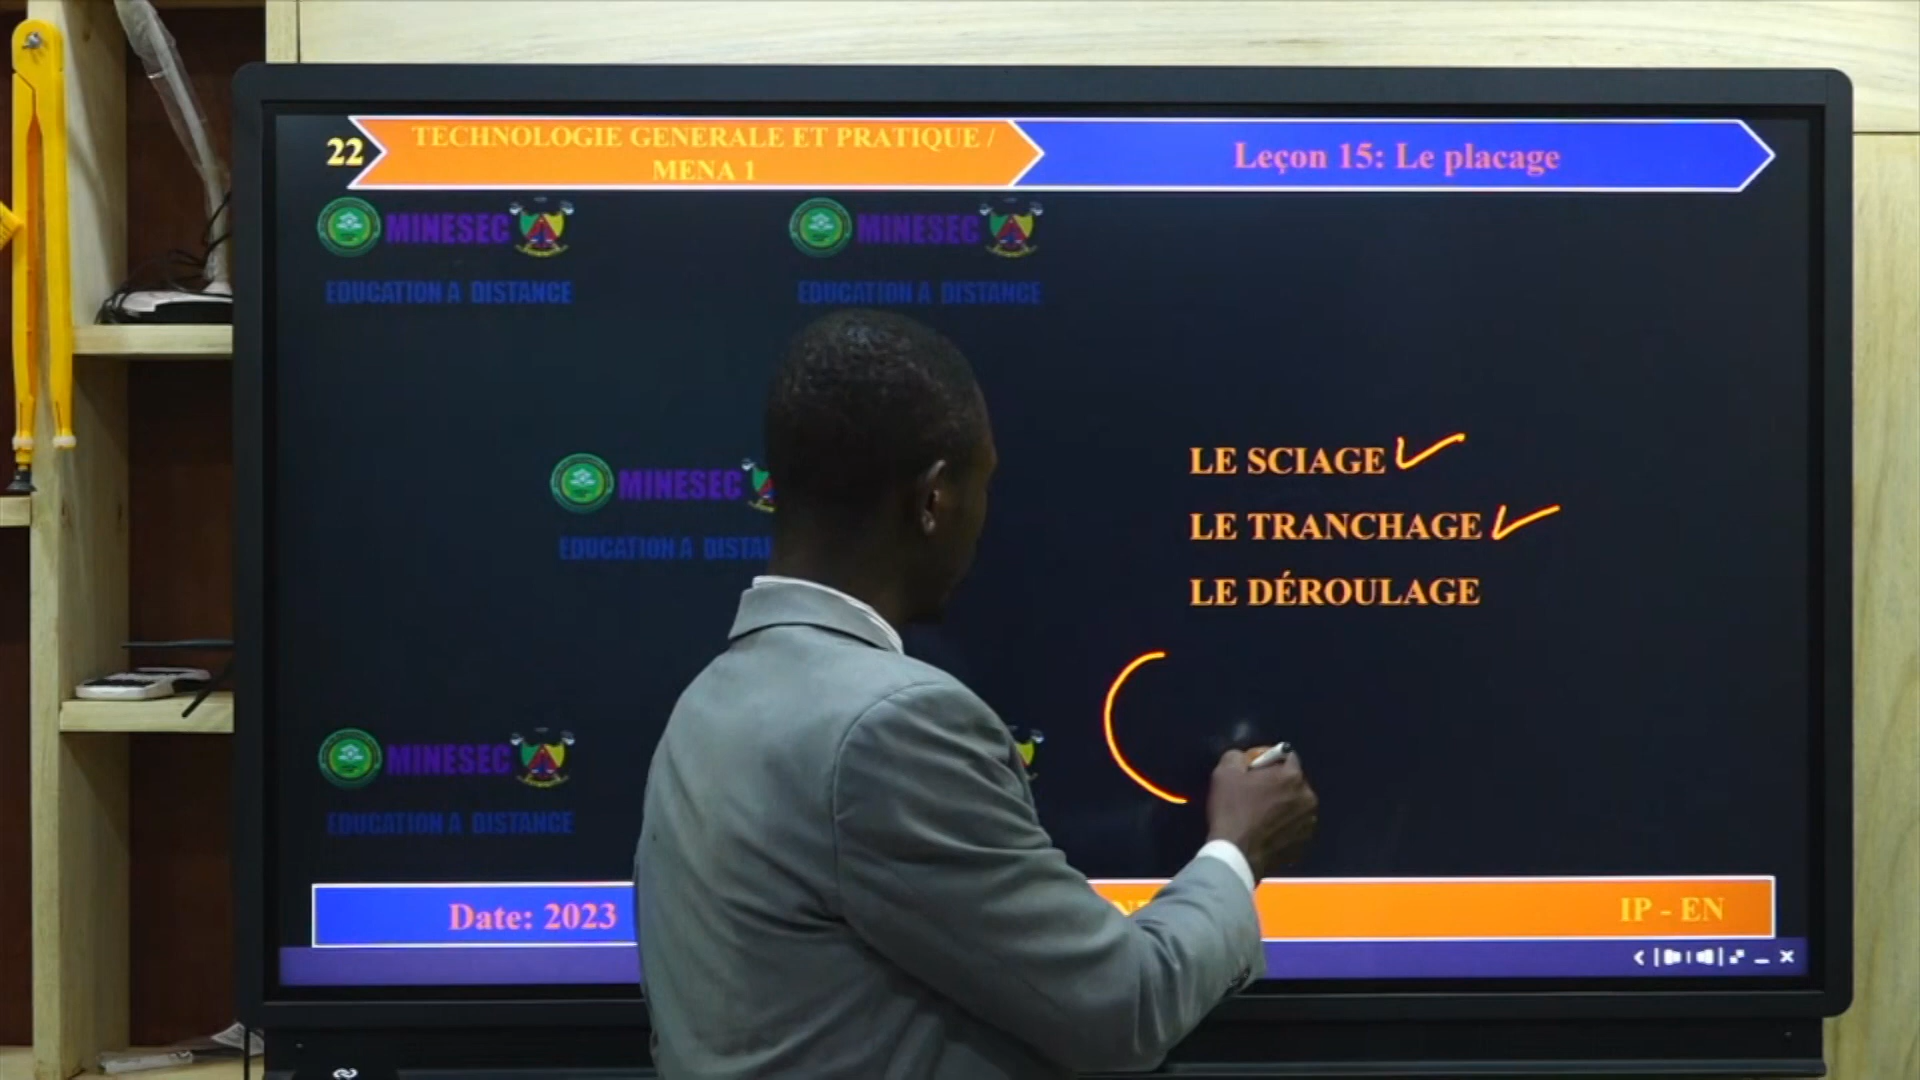 22
TECHNOLOGIE GENERALE ET PRATIQUE /
MENA 1
Leçon 15: Le placage
MINESEC
EDUCATION A DISTANCE
MINESEC
EDUCATION A DISTANCE
LE SCIAGE
LE TRANCHAGE
LE DÉROULAGE
MINESEC
EDUCATION A
MINESEC
EDUCATION A DISTANCE
Date: 2023
IP - EN